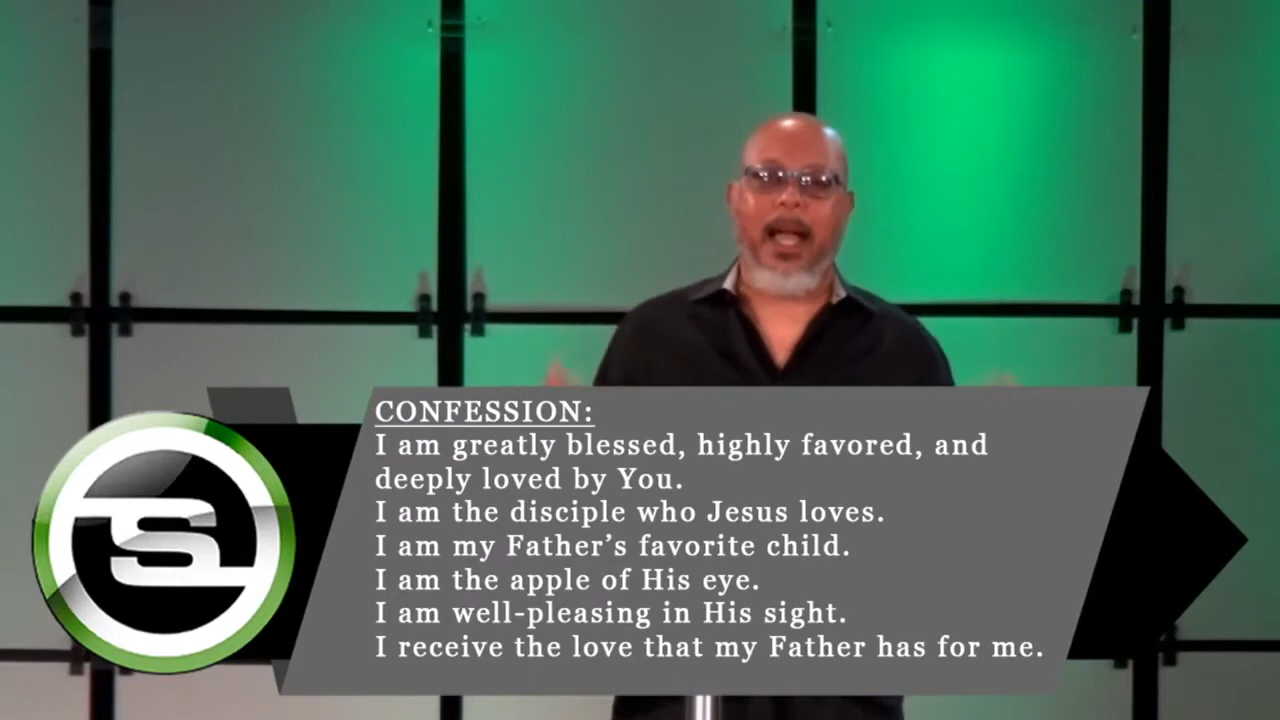 CONFESSION:
I am greatly blessed, highly favored, and
deeply loved by You.
I am the disciple who Jesus loves.
I am my Father’s favorite child.
I am the apple of His eye.
I am well-pleasing in His sight.
I receive the love that my Father has for me.
S